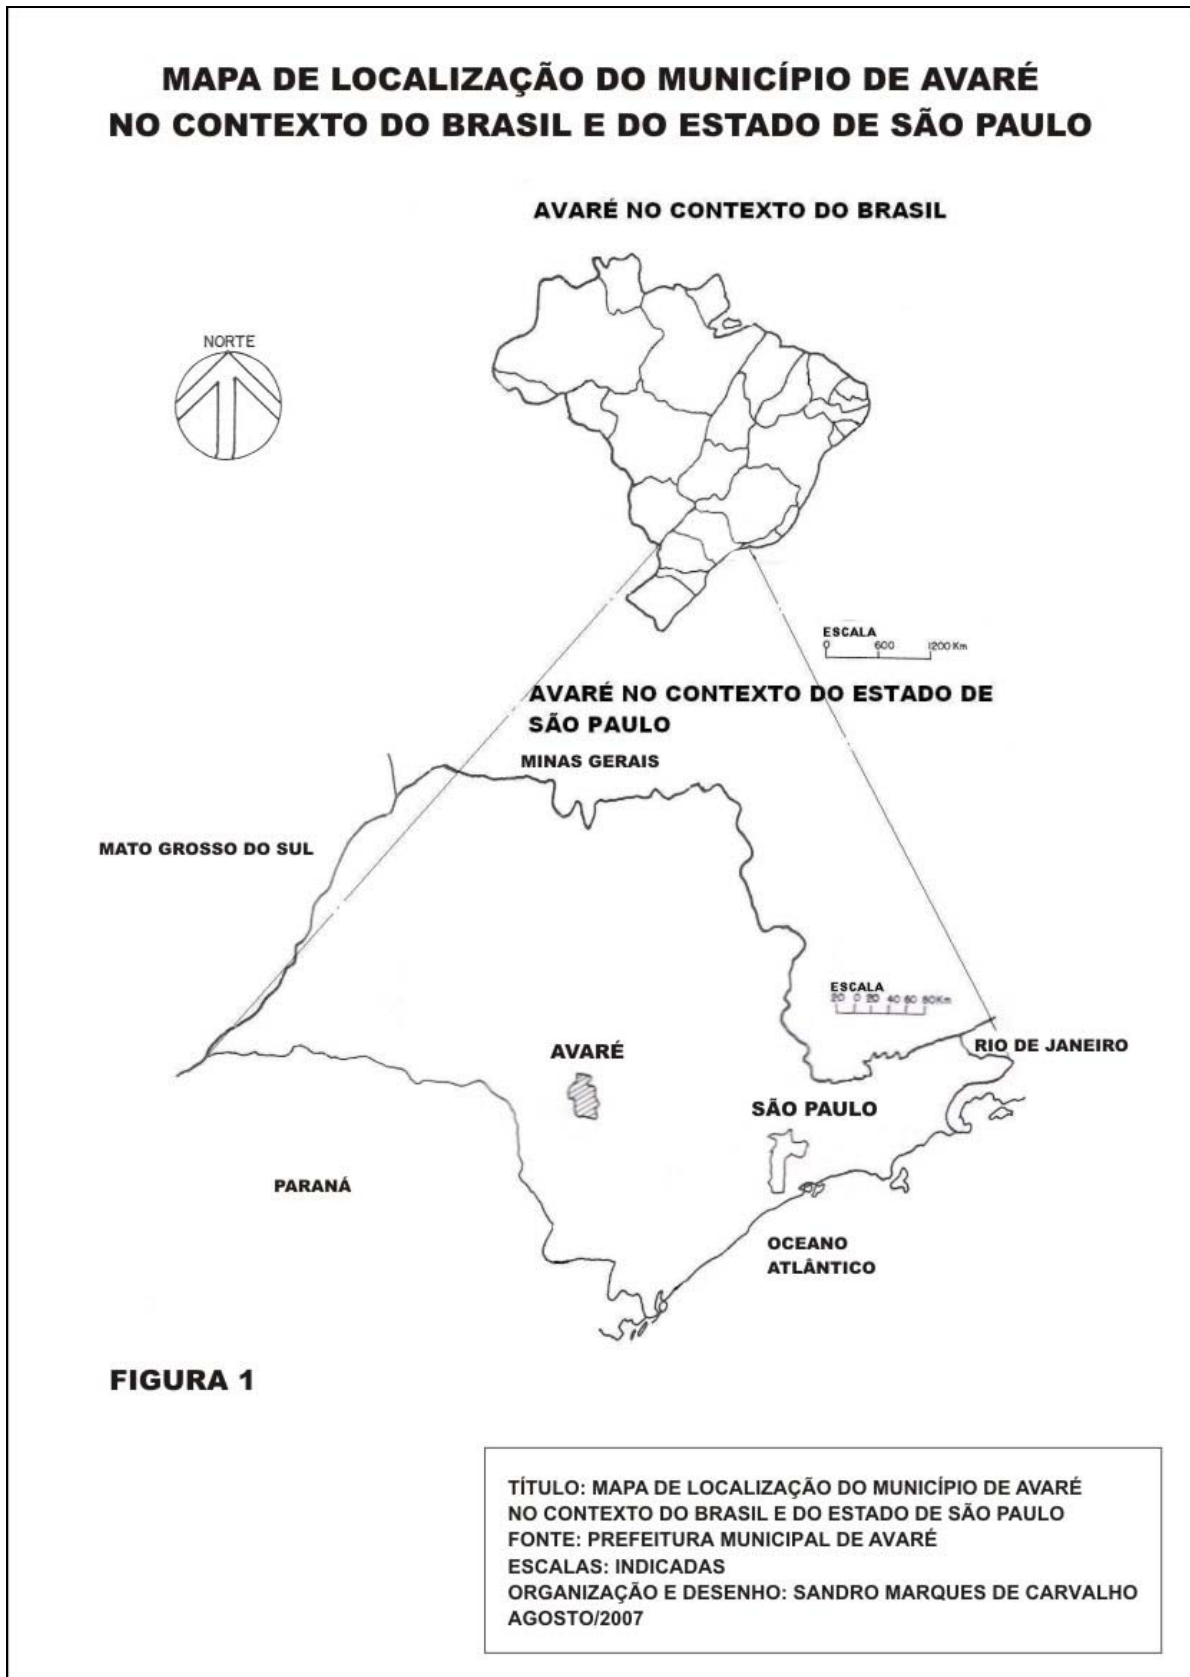 MAPA DE LOCALIZAÇÃO DO MUNICÍPIO DE AVARÉ
NO CONTEXTO DO BRASIL E DO ESTADO DE SÃO PAULO
AVARÉ NO CONTEXTO DO BRASIL
NORTE
ESCALA
0 600 1200 Km
AVARÉ NO CONTEXTO DO ESTADO DE
SÃO PAULO
MINAS GERAIS
MATO GROSSO DO SUL
ESCALA
20 0 20 40 60 80Km
RIO DE JANEIRO
AVARÉ
SÃO PAULO
PARANÁ
OCEANO
ATLÂNTICO
FIGURA 1
TÍTULO: MAPA DE LOCALIZAÇÃO DO MUNICÍPIO DE AVARÉ
NO CONTEXTO DO BRASIL E DO ESTADO DE SÃO PAULO
FONTE: PREFEITURA MUNICIPAL DE AVARÉ
ESCALAS: INDICADAS
ORGANIZAÇÃO E DESENHO: SANDRO MARQUES DE CARVALHO
AGOSTO/2007